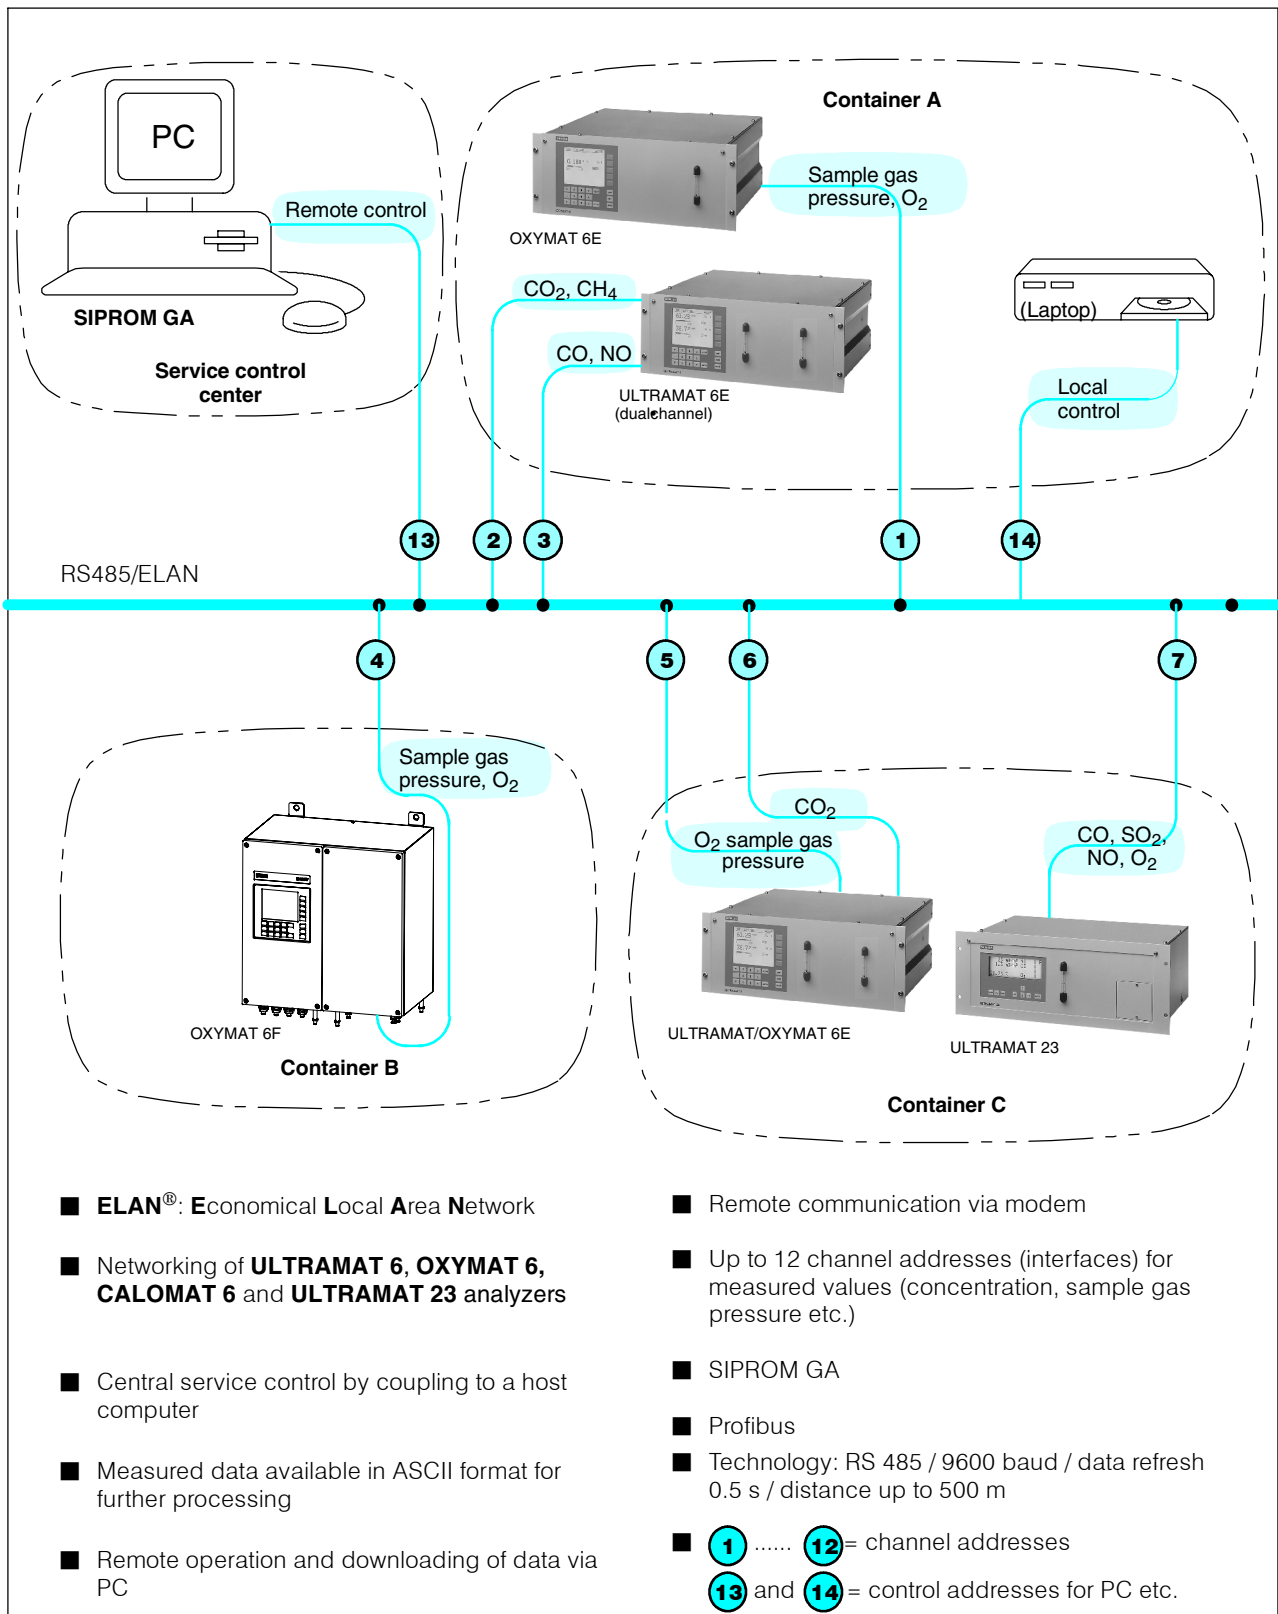 PC
Remote control
SIPROM GA
Service control
center
Container A
Sample gas
pressure, O2
OXYMAT 6E
CO2, CH4
CO, NO
ULTRAMAT 6E
(dualchannel)
(Laptop)
Local
control
13
2
3
1
14
RS485/ELAN
4
5
6
7
Sample gas
pressure, O2
OXYMAT 6F
Container B
CO2
O2 sample gas
pressure
CO, SO2,
NO, O2
ULTRAMAT/OXYMAT 6E
ULTRAMAT 23
Container C
■ ELAN®: Economical Local Area Network
■ Networking of ULTRAMAT 6, OXYMAT 6,
CALOMAT 6 and ULTRAMAT 23 analyzers
■ Central service control by coupling to a host
computer
■ Measured data available in ASCII format for
further processing
■ Remote operation and downloading of data via
PC
■ Remote communication via modem
■ Up to 12 channel addresses (interfaces) for
measured values (concentration, sample gas
pressure etc.)
■ SIPROM GA
■ Profibus
■ Technology: RS 485 / 9600 baud / data refresh
0.5 s / distance up to 500 m
■ 1 ...... 12 = channel addresses
13 and 14 = control addresses for PC etc.